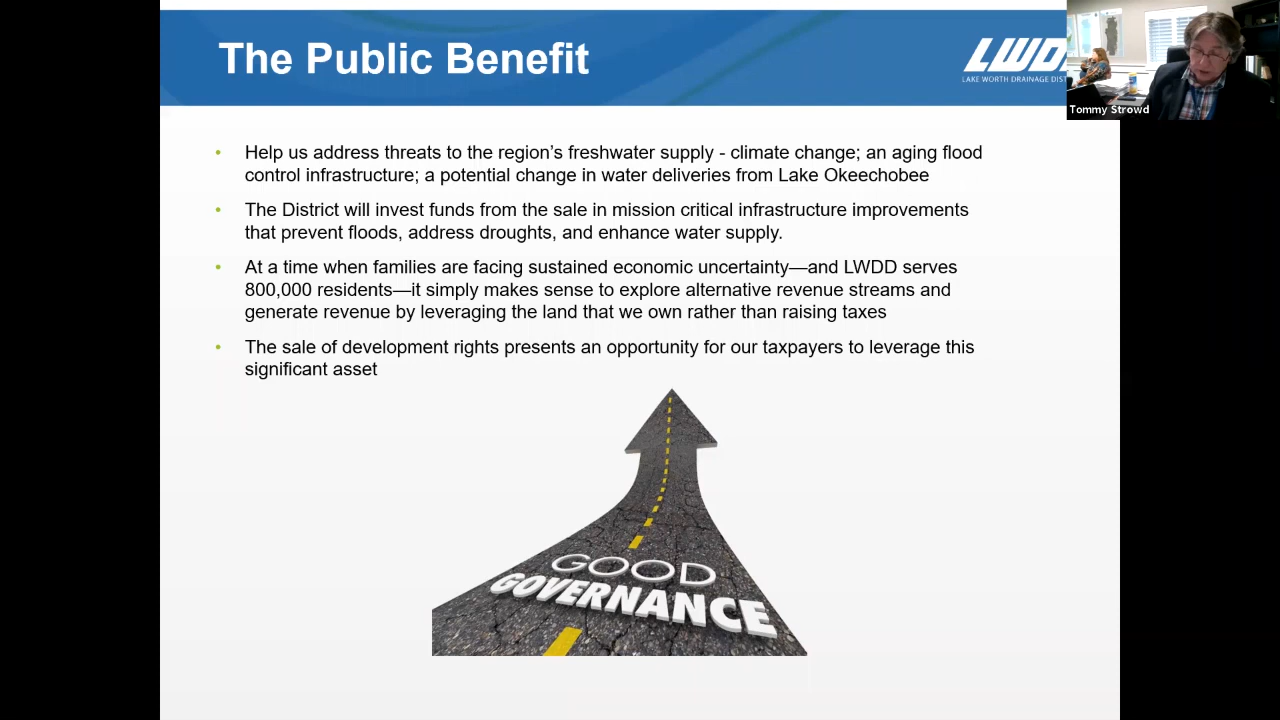 The Public Benefit
LWD
LAKE WORTH DRAINAGE DIST
Tommy Strowd
• Help us address threats to the region’s freshwater supply - climate change; an aging flood
control infrastructure; a potential change in water deliveries from Lake Okeechobee
• The District will invest funds from the sale in mission critical infrastructure improvements
that prevent floods, address droughts, and enhance water supply.
• At a time when families are facing sustained economic uncertainty—and LWDD serves
800,000 residents—it simply makes sense to explore alternative revenue streams and
generate revenue by leveraging the land that we own rather than raising taxes
• The sale of development rights presents an opportunity for our taxpayers to leverage this
significant asset
GOOD
GOVERNANCE